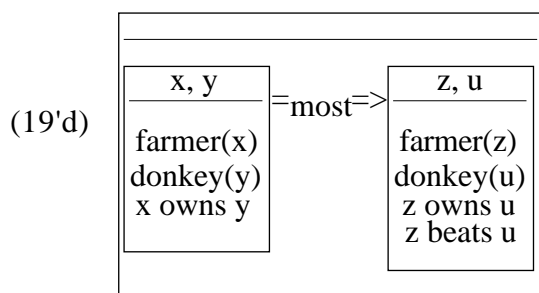 (19'd)
x, y =most=> z, u
farmer(x) farmer(z)
donkey(y) donkey(u)
x owns y z owns u
z beats u